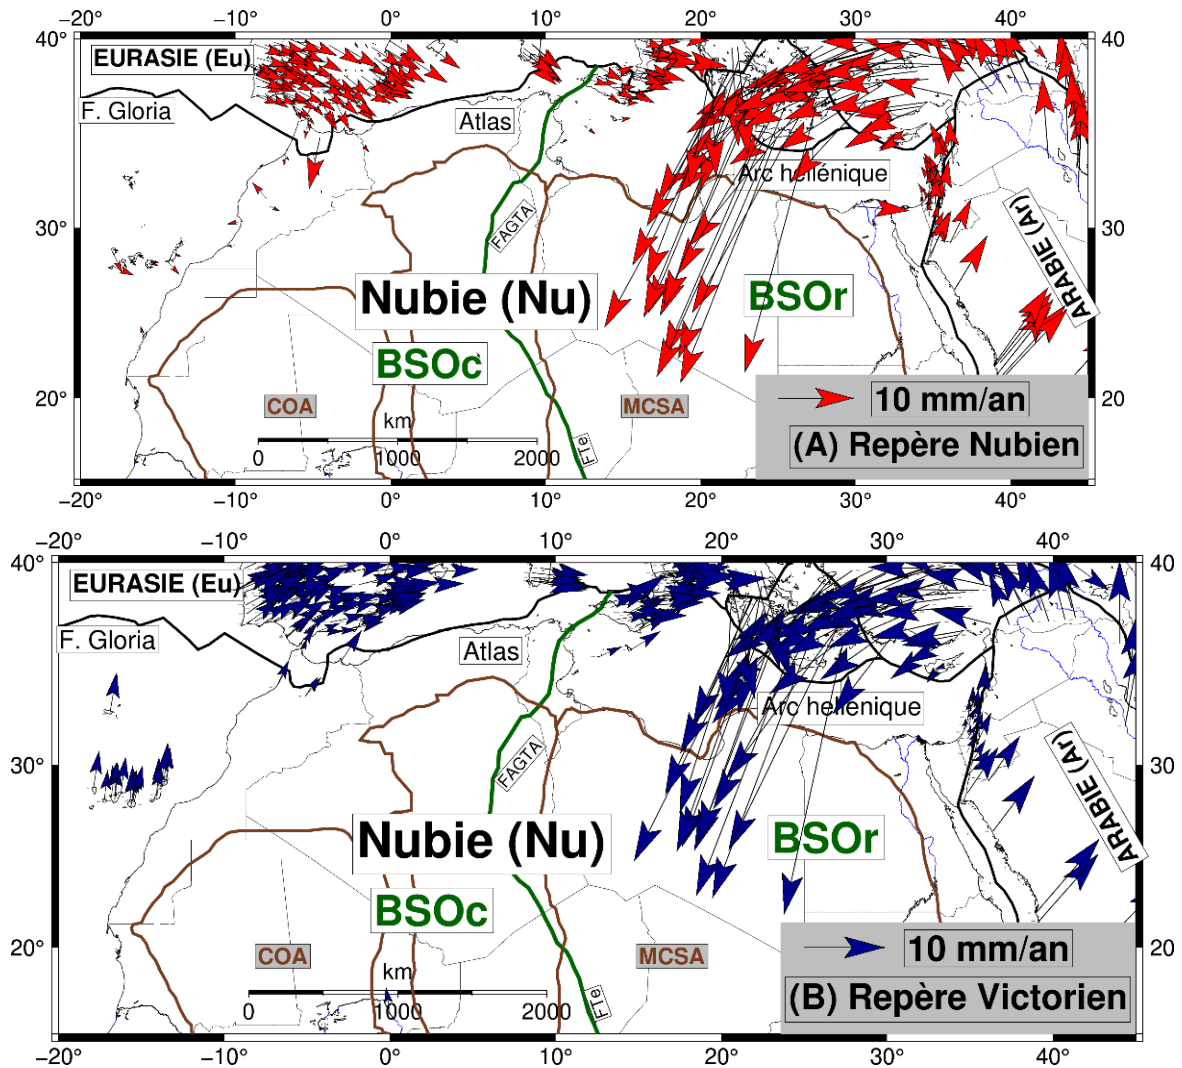 −20° −10° 0° 10° 20° 30° 40°
40° 40
EURASIE (Eu)
F. Gloria
Atlas
Arc hellénique
30° 30
FAGTA
ARABIE (Ar)
Nubie (Nu)
BSOr
BSOc
20° 20
COA
MCSA
10 mm/an
km
0 1000 2000
FTe
(A) Repère Nubien
−20° −10° 0° 10° 20° 30° 40°
−20° −10° 0° 10° 20° 30° 40°
40° 40
EURASIE (Eu)
F. Gloria
Atlas
Arc hellénique
30° 30
FAGTA
ARABIE (Ar)
Nubie (Nu)
BSOr
BSOc
20° 20
COA
MCSA
10 mm/an
km
0 1000 2000
FTe
(B) Repère Victorien
−20° −10° 0° 10° 20° 30° 40°